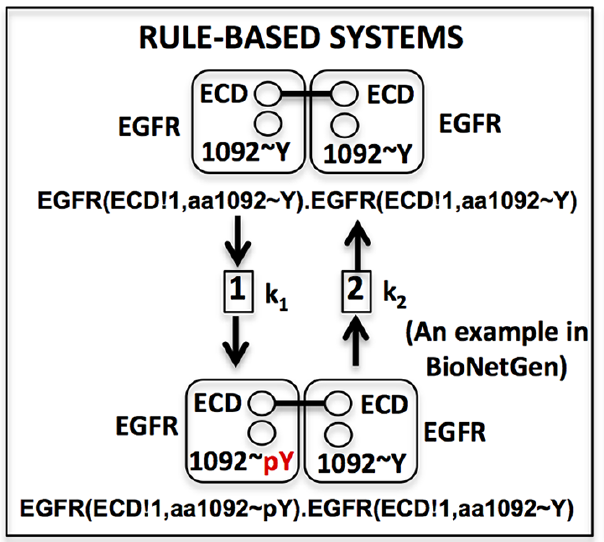 RULE-BASED SYSTEMS
ECD ECD
EGFR EGFR
1092~Y 1092~Y
EGFR(ECD!1,aa1092~Y).EGFR(ECD!1,aa1092~Y)
1 k1 2 k2
(An example in
BioNetGen)
ECD ECD
EGFR EGFR
1092~pY 1092~Y
EGFR(ECD!1,aa1092~pY).EGFR(ECD!1,aa1092~Y)